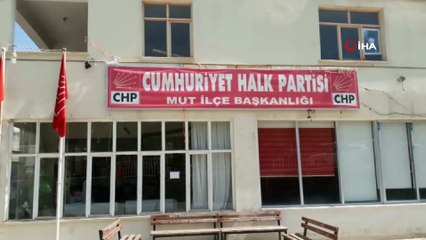 İHA
CUMHURİYET HALK PARTİSİ
CHP MUT İLÇE BAŞKANLIĞI CHP